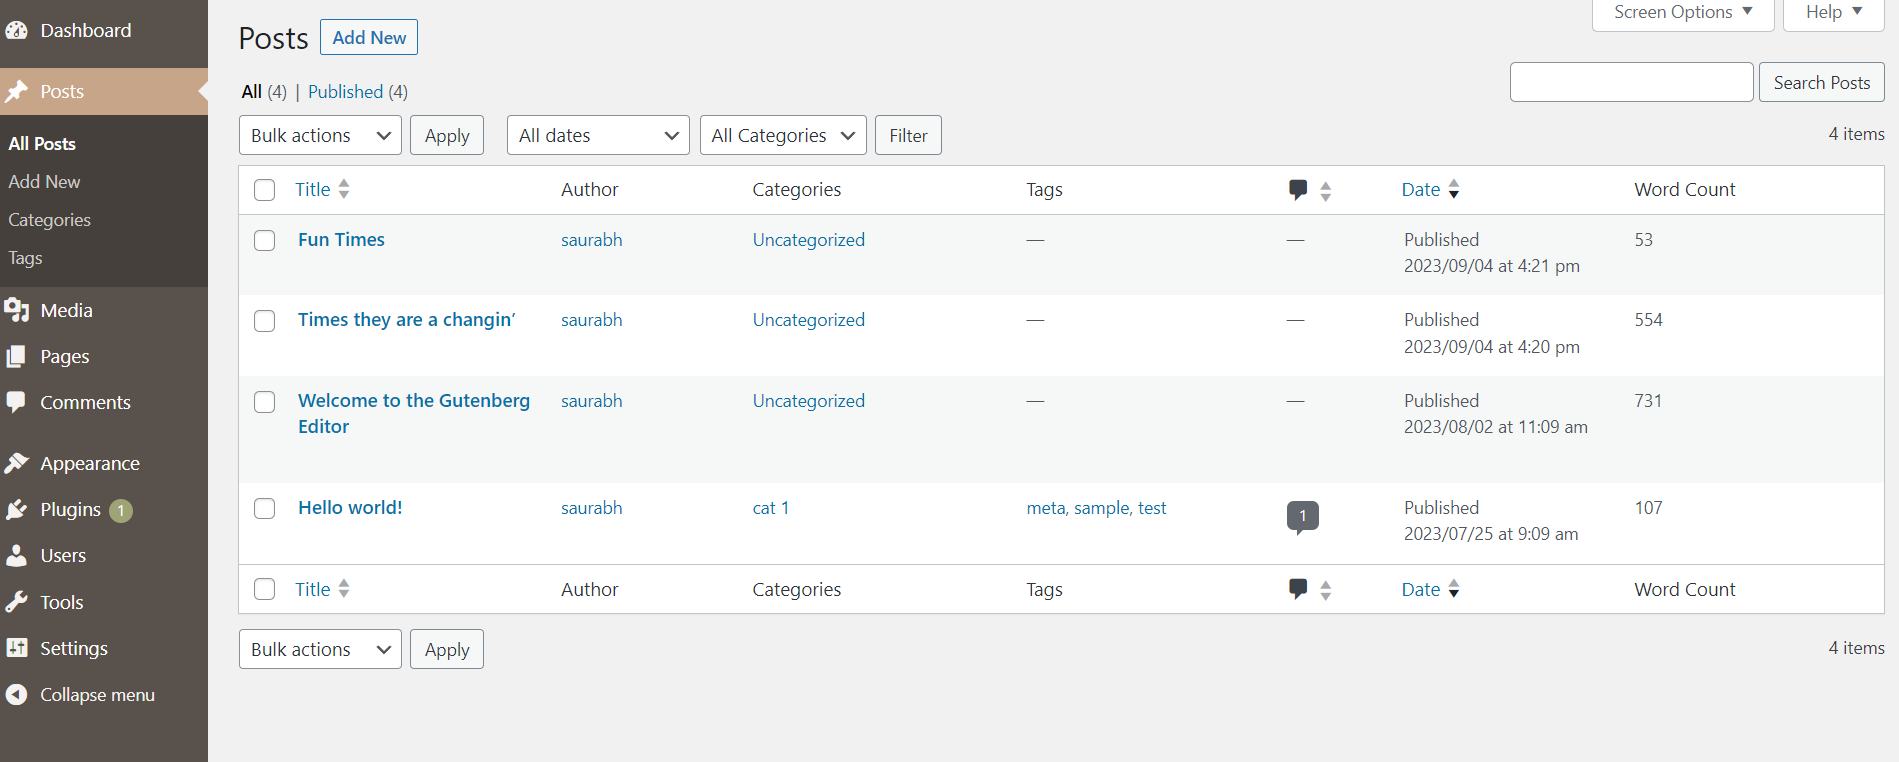 Dashboard
Posts
All Posts
Add New
Categories
Tags
Media
Pages
Comments
Appearance
Plugins 1
Users
Tools
Settings
Collapse menu
Screen Options Help
Posts Add New
All (4) | Published (4)
Search Posts
Bulk actions Apply All dates All Categories Filter 4 items
Title Author Categories Tags Date Word Count
Fun Times saurabh Uncategorized — — Published 53
2023/09/04 at 4:21 pm
Times they are a changin’ saurabh Uncategorized — — Published 554
2023/09/04 at 4:20 pm
Welcome to the Gutenberg saurabh Uncategorized — — Published 731
Editor 2023/08/02 at 11:09 am
Hello world! saurabh cat 1 meta, sample, test 1 Published 107
2023/07/25 at 9:09 am
Title Author Categories Tags Date Word Count
Bulk actions Apply 4 items